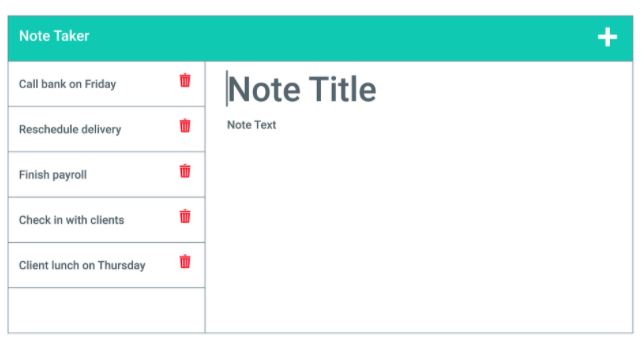 Note Taker
Call bank on Friday
Reschedule delivery
Finish payroll
Check in with clients
Client lunch on Thursday
Note Title
Note Text